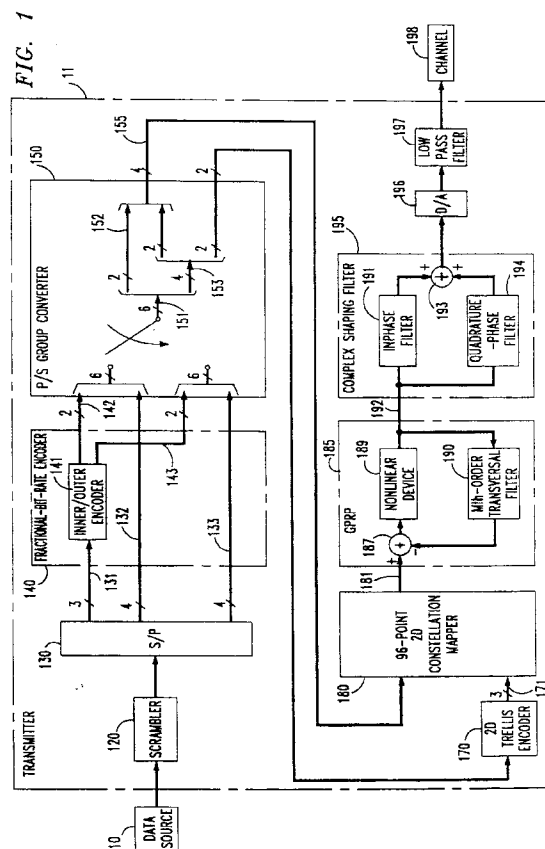 FIG. 1
11
TRANSMITTER
10
DATA
SOURCE
120
SCRAMBLER
130
S/P
3
131
4
132
4
133
140
FRACTIONAL-BIT-RATE ENCODER
141
INNER/OUTER
ENCODER
2
142
143
2
150
P/S GROUP CONVERTER
6
6
6
151
2
152
4
153
2
2
4
155
2
170
2D
TRELLIS
ENCODER
3
171
180
96-POINT
2D
CONSTELLATION
MAPPER
181
185
GPRP
187
+
+
-
189
NONLINEAR
DEVICE
190
Mth-ORDER
TRANSVERSAL
FILTER
192
195
COMPLEX SHAPING FILTER
191
INPHASE
FILTER
193
+
+
+
194
QUADRATURE
-PHASE
FILTER
196
D/A
197
LOW
PASS
FILTER
198
CHANNEL